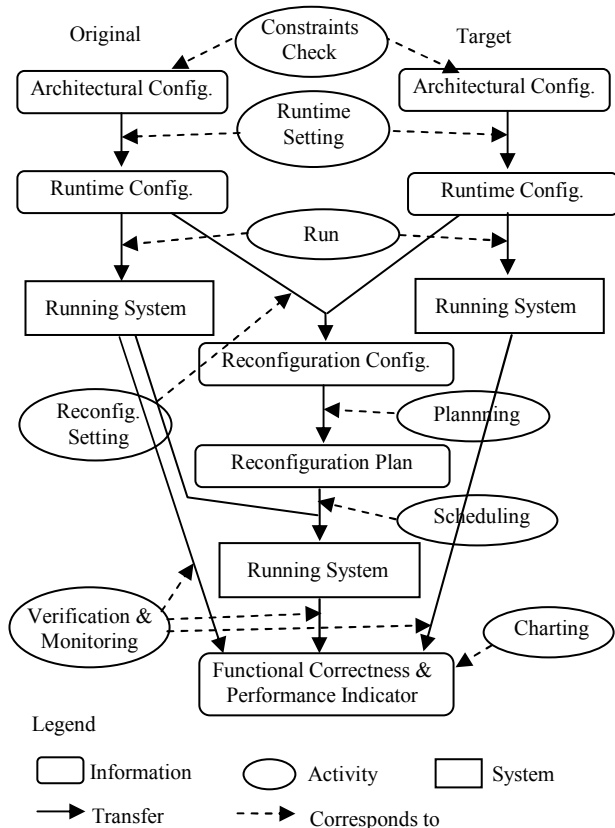 Original
Constraints
Check
Target
Architectural Config.
Architectural Config.
Runtime
Setting
Runtime Config.
Runtime Config.
Run
Running System
Running System
Reconfiguration Config.
Reconfig.
Setting
Plannning
Reconfiguration Plan
Scheduling
Running System
Verification &
Monitoring
Charting
Functional Correctness &
Performance Indicator
Legend
Information
Activity
System
Transfer
Corresponds to